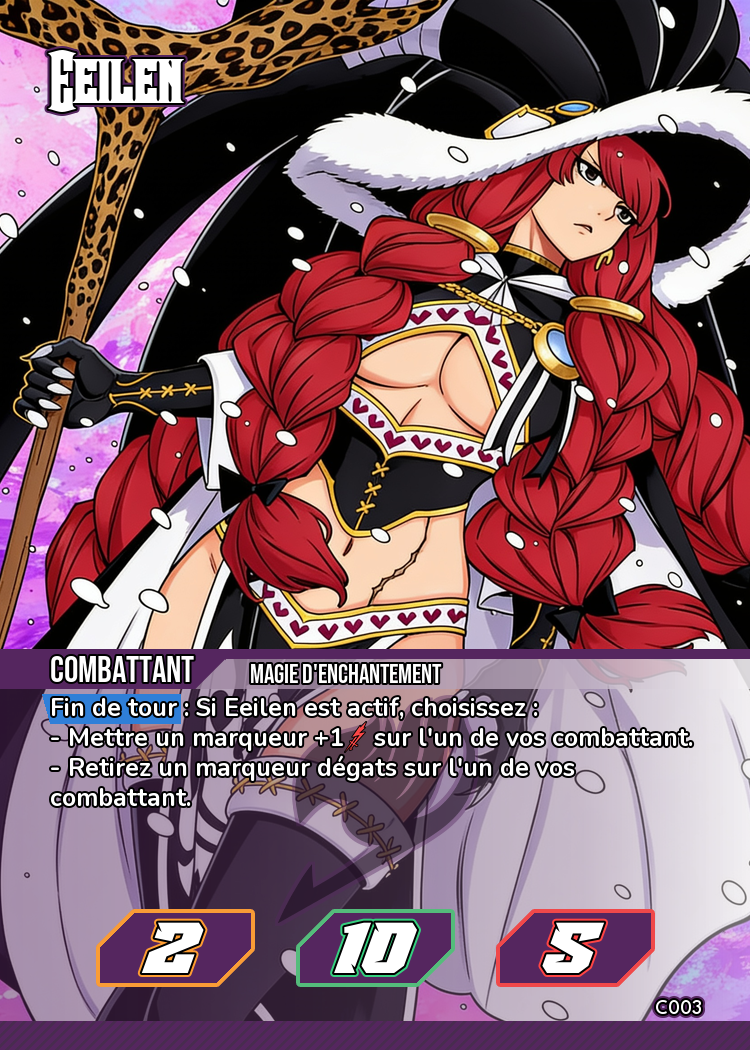 Eeilen
COMBATTANT
MAGIE D'ENCHANTEMENT
Fin de tour : Si Eeilen est actif, choisissez :
- Mettre un marqueur +1 sur l'un de vos combattant.
- Retirez un marqueur dégats sur l'un de vos
combattant.
2
10
5
C003